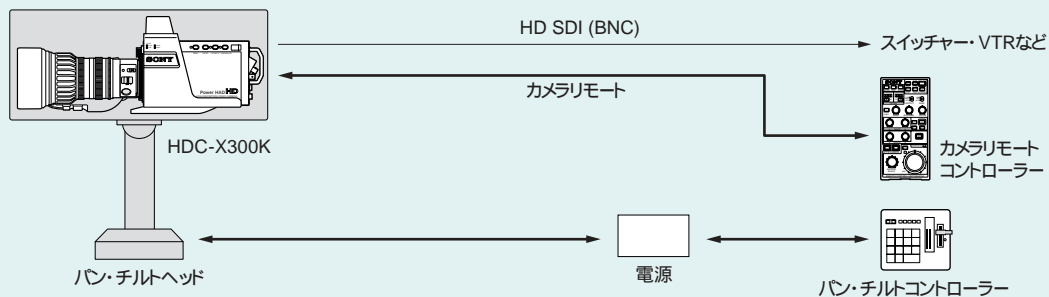 HD SDI (BNC)
スイッチャー・VTRなど
SONY
Power HAD HD
カメラリモート
HDC-X300K
カメラリモート
コントローラー
パン・チルトヘッド
電源
パン・チルトコントローラー